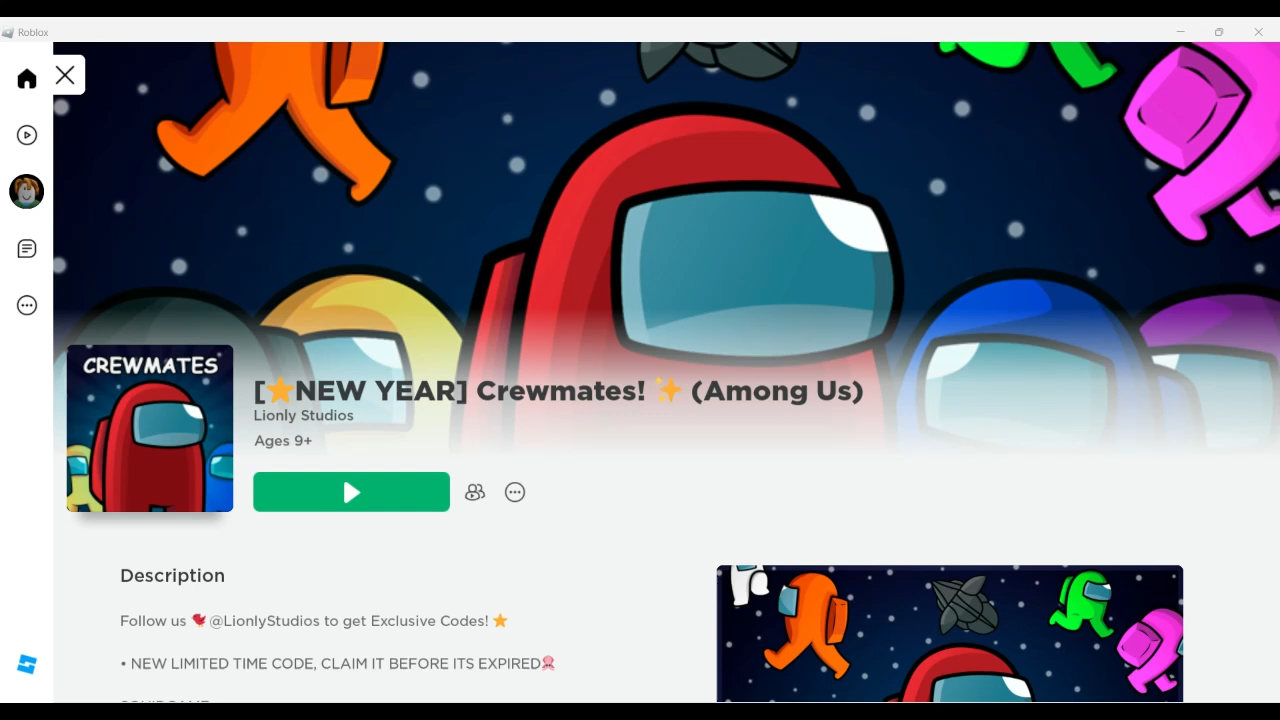 Roblox
CREWMATES
[⭐NEW YEAR] Crewmates! ✨ (Among Us)
Lionly Studios
Ages 9+
Description
Follow us 🐦@LionlyStudios to get Exclusive Codes! ⭐
• NEW LIMITED TIME CODE, CLAIM IT BEFORE ITS EXPIRED🦑